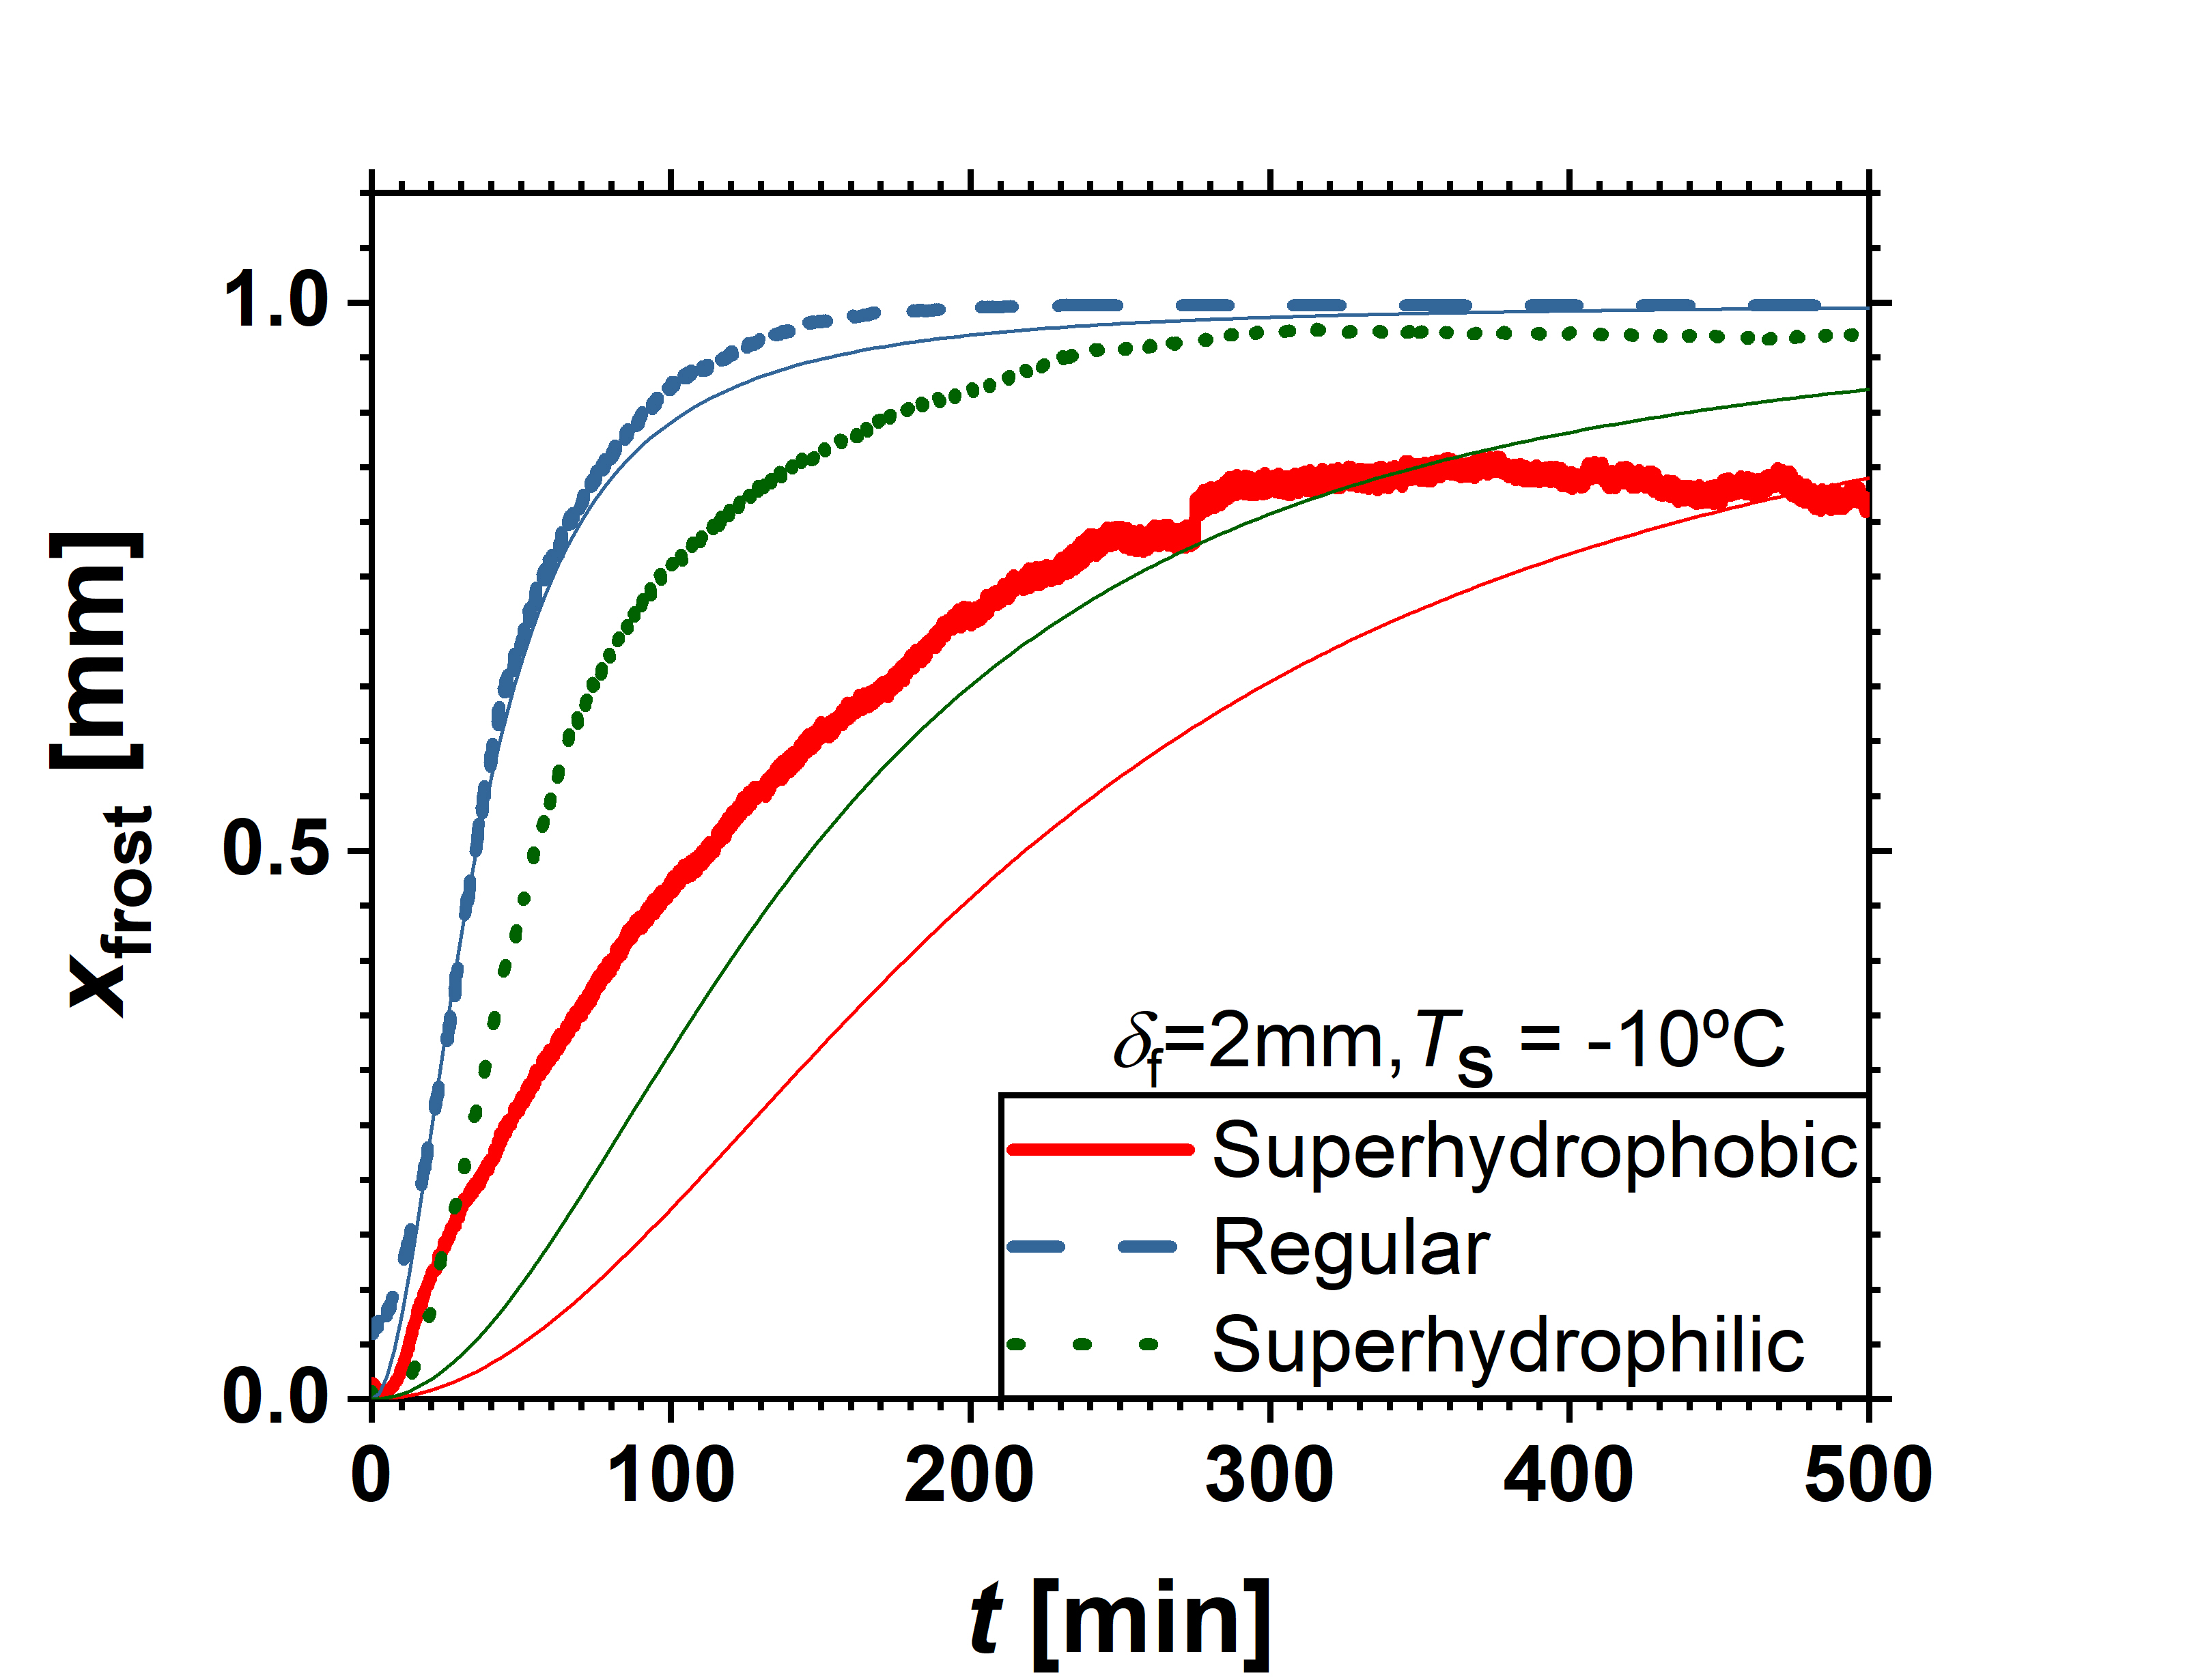 1.0
0.5
0.0
xfrost [mm]
δf=2mm, Ts = -10ºC
Superhydrophobic
Regular
Superhydrophilic
0 100 200 300 400 500
t [min]